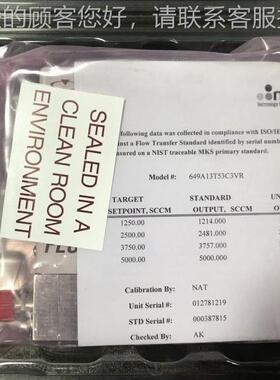 的顾客您好,请联系客服
SEALED IN A
CLEAN ROOM
ENVIRONMENT
following data was collected in compliance with ISO/IE
inst a Flow Transfer Standard identified by serial numb
asured on a NIST traceable MKS primary standard.
Model #: 649A13T53C3VR
TARGET STANDARD UN
SETPOINT, SCCM OUTPUT, SCCM OUT
1250.00 1214.000
2500.00 2481.000
3750.00 3757.000
5000.00 5000.000
Calibration By: NAT
Unit Serial #: 012781219
STD Serial #: 000387815
Checked By: AK